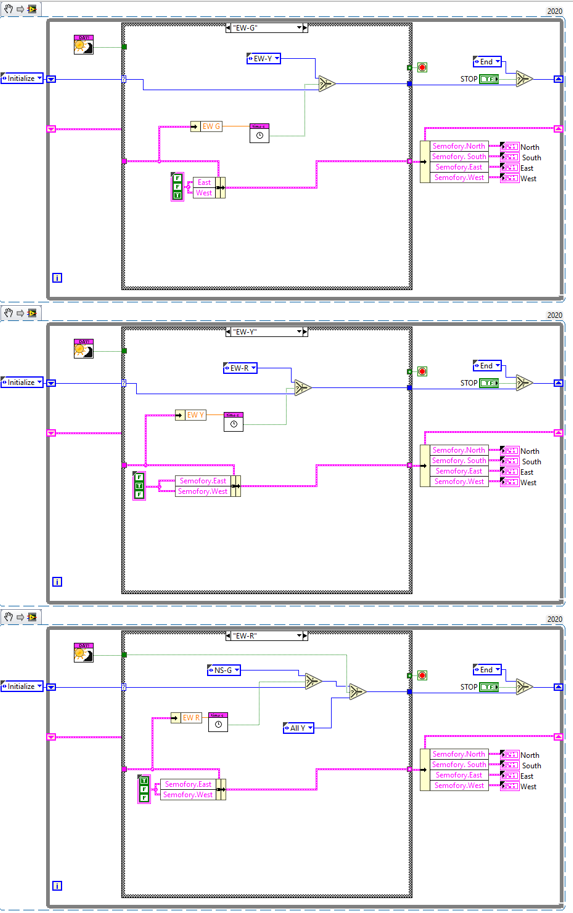 2020
"EW-G"
EW-Y
End
Initialize
STOP
TF
EW G
Semofory.North
North
Semofory. South
South
F
East
Semofory.East
East
F
West
Semofory.West
West
T
i
2020
"EW-Y"
EW-R
End
Initialize
STOP
TF
EW Y
Semofory.North
North
Semofory. South
South
F
Semofory.East
Semofory.East
East
T
Semofory.West
Semofory.West
West
F
i
2020
"EW-R"
NS-G
End
Initialize
STOP
TF
EW R
All Y
Semofory.North
North
Semofory. South
South
T
Semofory.East
Semofory.East
East
F
Semofory.West
Semofory.West
West
F
i